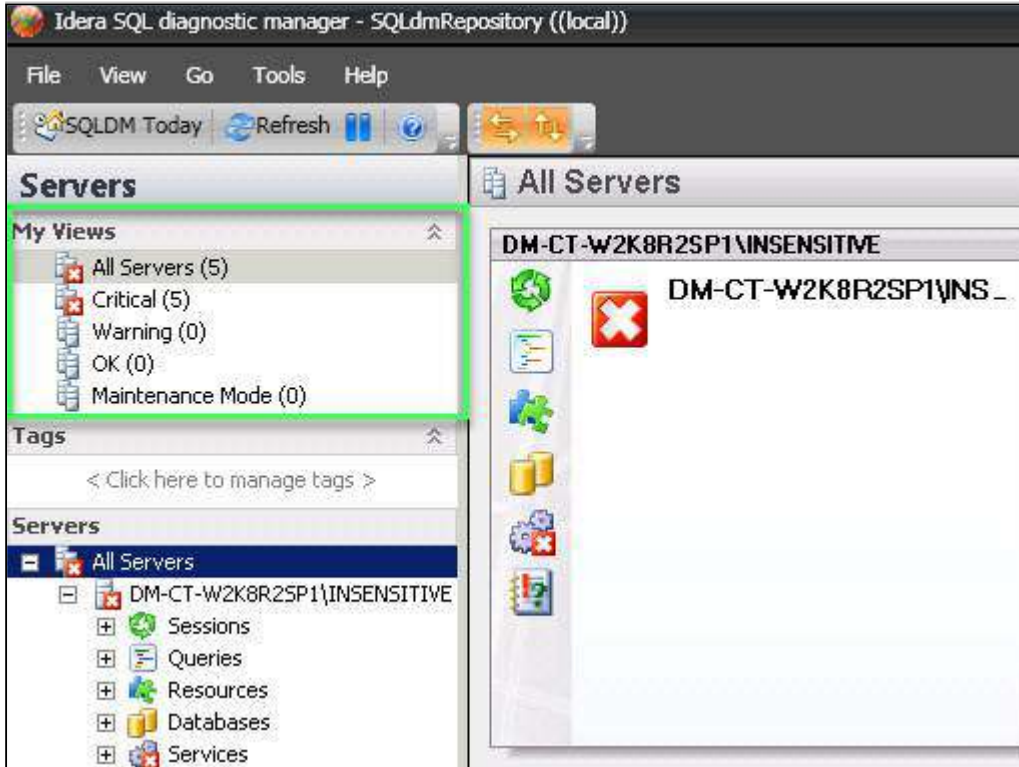 Idera SQL diagnostic manager - SQLdmRepository ((local))
File View Go Tools Help
SQLDM Today Refresh
Servers
All Servers
My Views
All Servers (5)
Critical (5)
Warning (0)
OK (0)
Maintenance Mode (0)
Tags
< Click here to manage tags >
Servers
All Servers
DM-CT-W2K8R2SP1\INSENSITIVE
Sessions
Queries
Resources
Databases
Services
DM-CT-W2K8R2SP1\INSENSITIVE
DM-CT-W2K8R2SP1\INS...